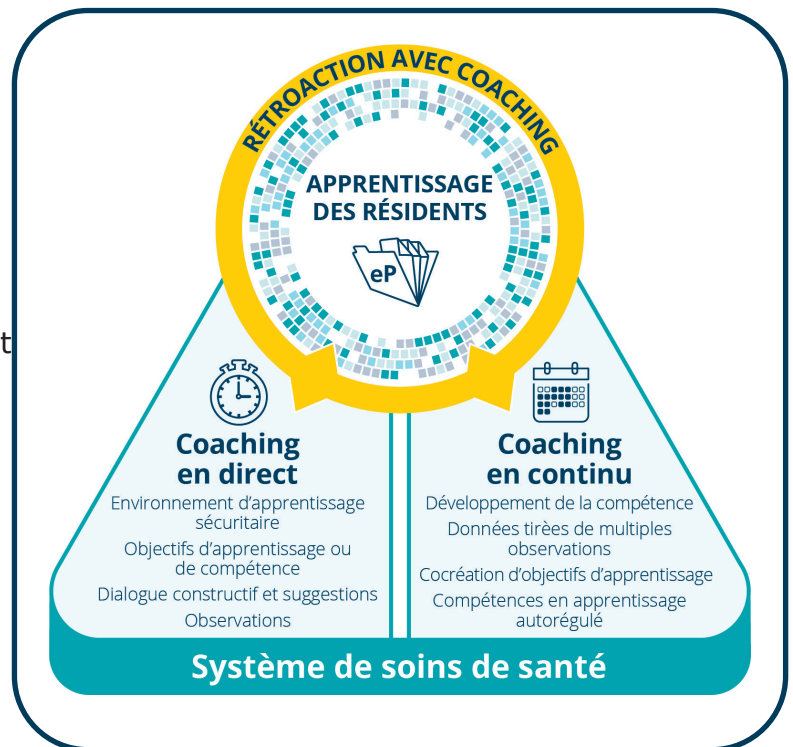 RÉTROACTION AVEC COACHING
APPRENTISSAGE
DES RÉSIDENTS
eP
t
Coaching
en direct
Environnement d'apprentissage
sécuritaire
Objectifs d'apprentissage ou
de compétence
Dialogue constructif et suggestions
Observations
Coaching
en continu
Développement de la compétence
Données tirèes de multiples
observations
Cocréation d'objectifs d'apprentissage
Compétences en apprentissage
autorégulé
Système de soins de santé